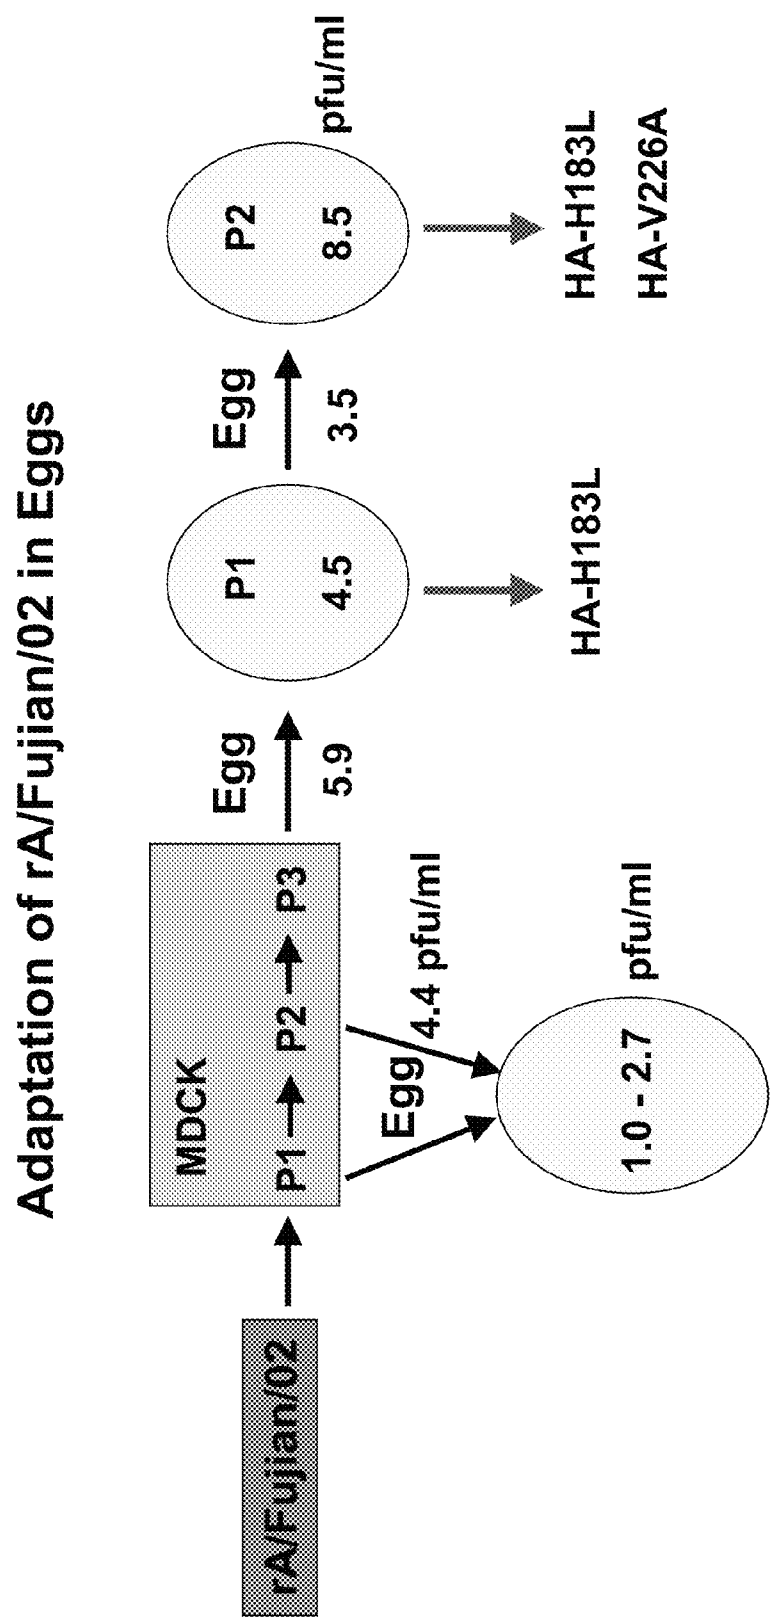 Adaptation of rA/Fujian/02 in Eggs
rA/Fujian/02
MDCK
P1 P2 P3
Egg
5.9
P1
4.5
Egg
3.5
P2
8.5
pfu/ml
Egg
4.4 pfu/ml
1.0 - 2.7
pfu/ml
HA-H183L
HA-H183L
HA-V226A